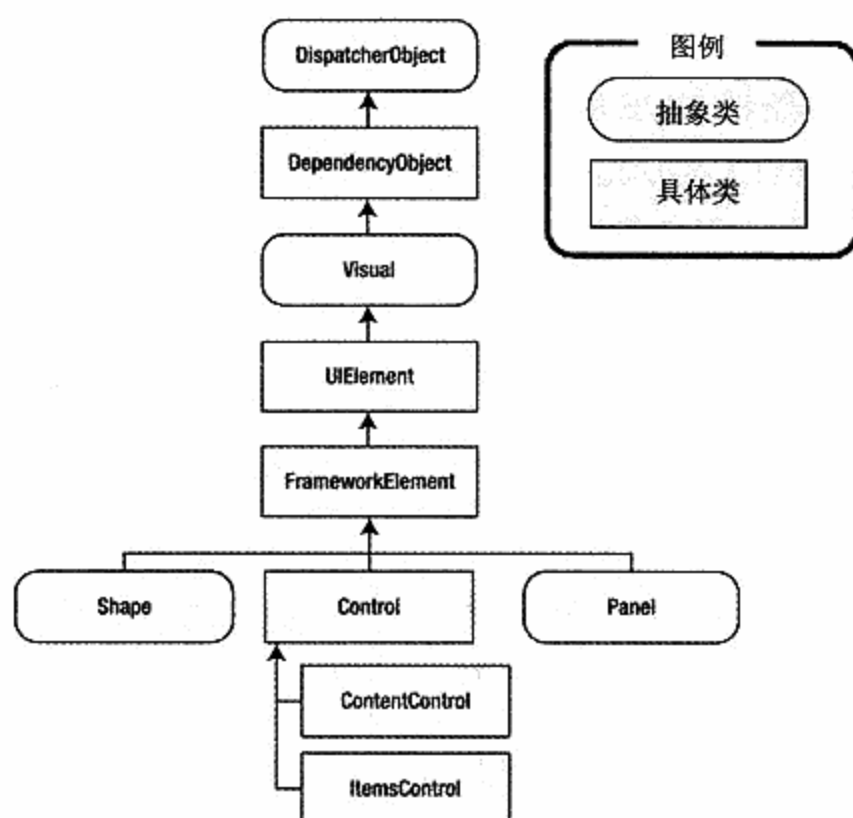 DispatcherObject
图例
抽象类
DependencyObject
具体类
Visual
UIElement
FrameworkElement
Shape
Control
Panel
ContentControl
ItemsControl